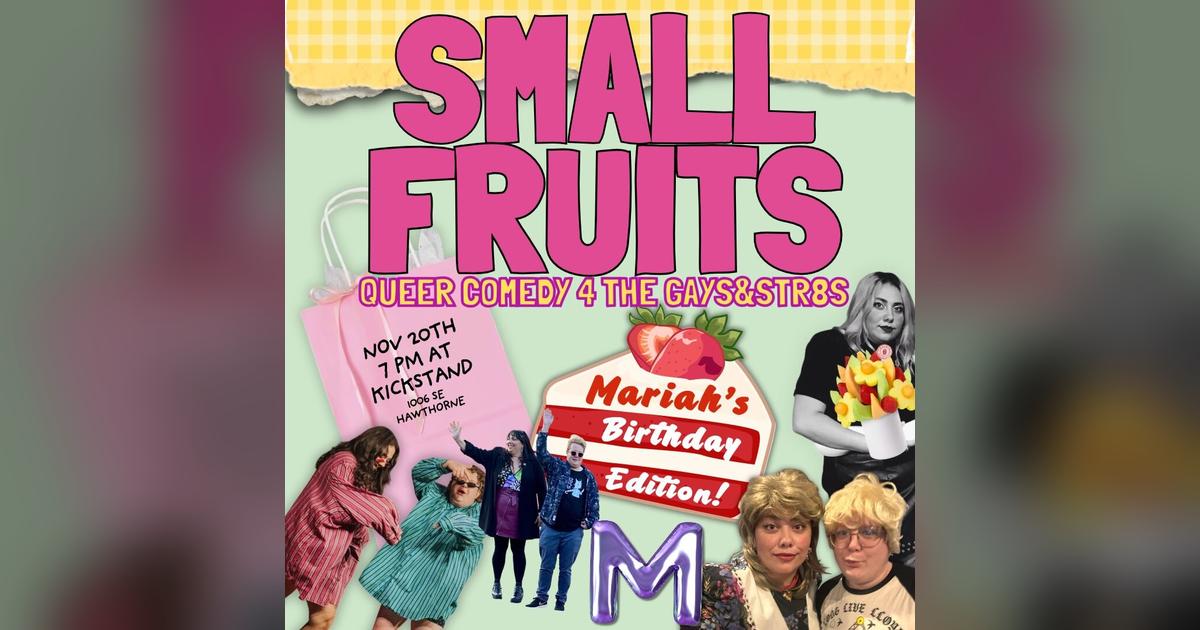 SMALL
FRUITS
QUEER COMEDY 4 THE GAYS&STR8S
NOV 20TH
7 PM AT
KICKSTAND
1006 SE
HAWTHORNE
Mariah's
Birthday
Edition!
M
LIVE